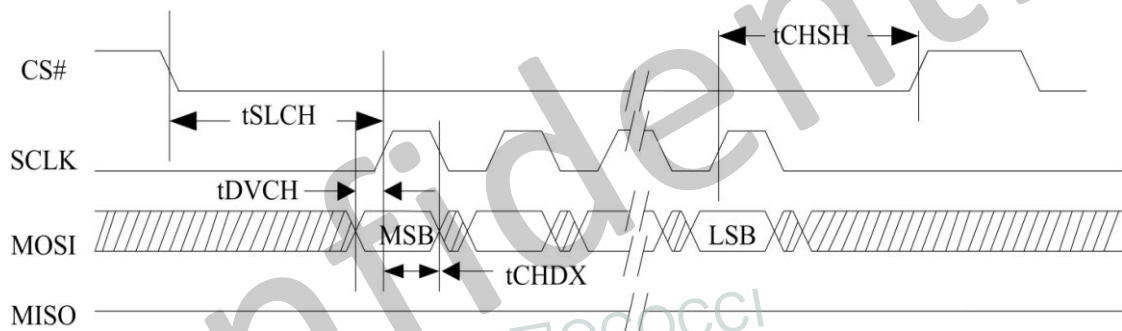 tCHSH
CS#
tSLCH
SCLK
tDVCH
MOSI
MSB
LSB
tCHDX
MISO